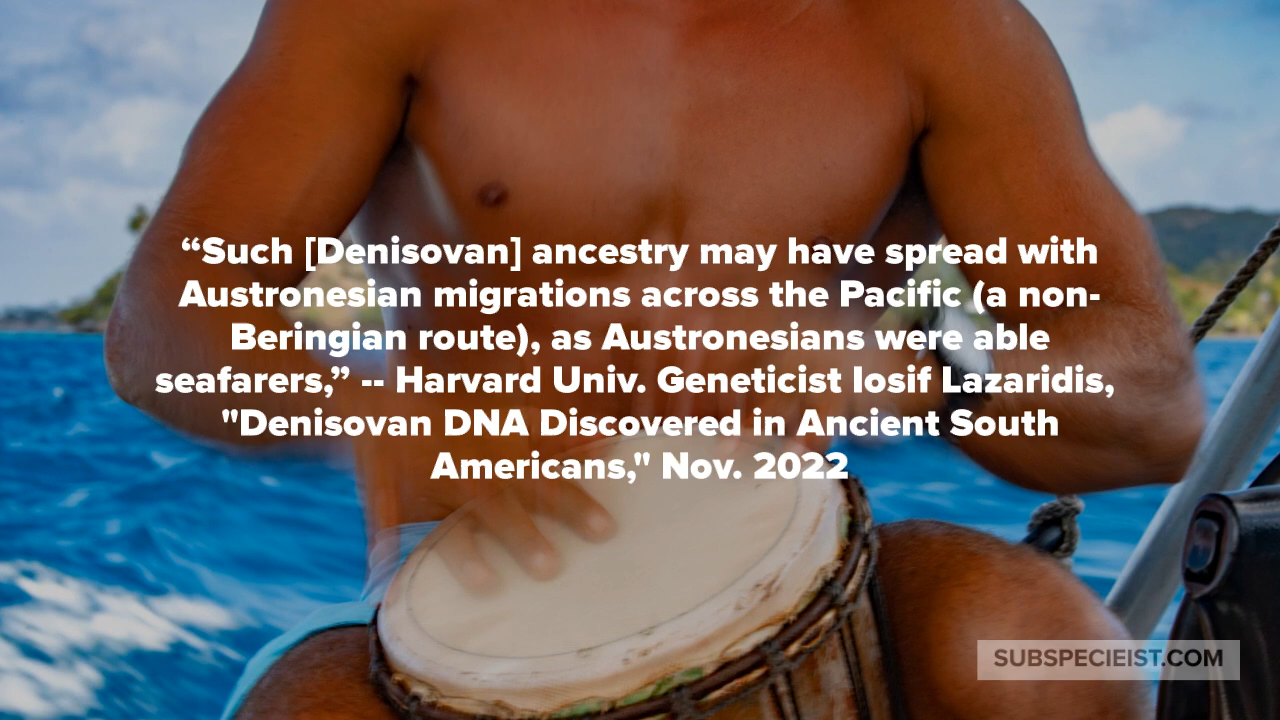 “Such [Denisovan] ancestry may have spread with
Austronesian migrations across the Pacific (a non-
Beringian route), as Austronesians were able
seafarers,” -- Harvard Univ. Geneticist Iosif Lazaridis,
"Denisovan DNA Discovered in Ancient South
Americans," Nov. 2022
SUBSPECIEIST.COM